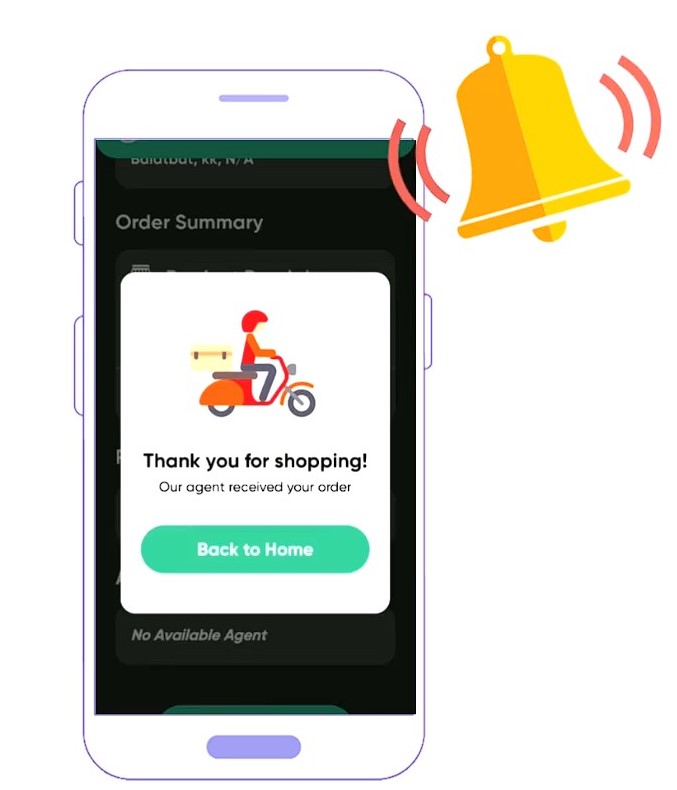 Balatbat, kk, N/A
Order Summary
Thank you for shopping!
Our agent received your order
Back to Home
No Available Agent